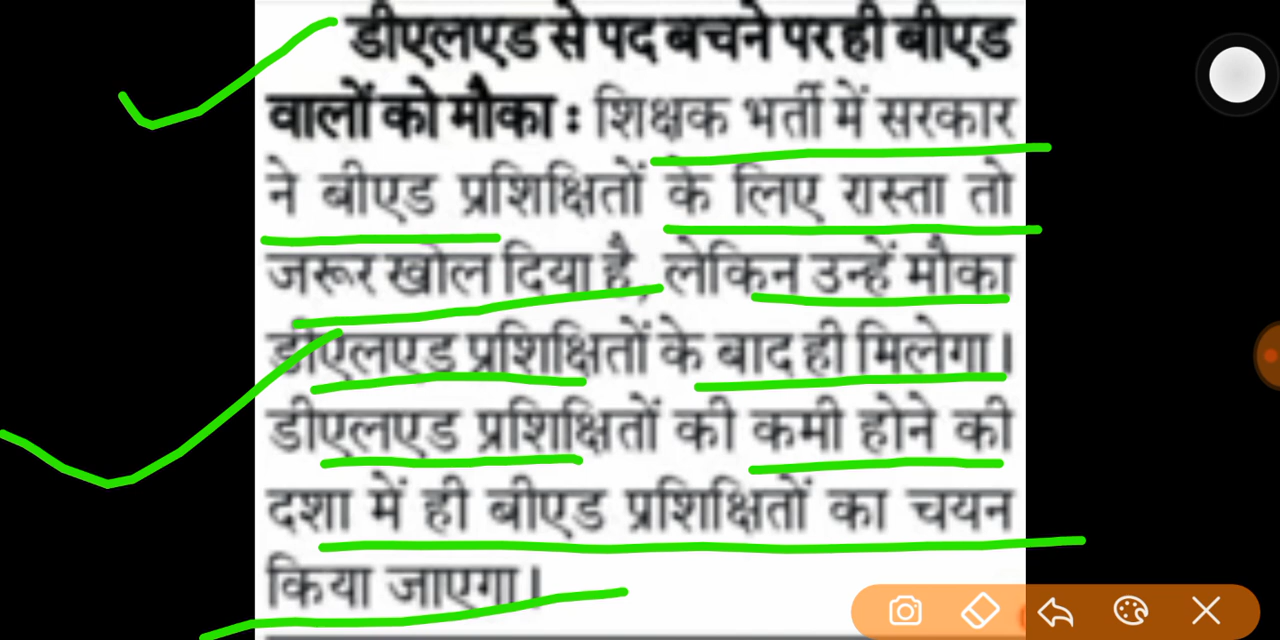 डीएलएड से पद बचने पर ही बीएड
वालों को मौका : शिक्षक भर्ती में सरकार
ने बीएड प्रशिक्षितों के लिए रास्ता तो
जरूर खोल दिया है, लेकिन उन्हें मौका
डीएलएड प्रशिक्षितों के बाद ही मिलेगा।
डीएलएड प्रशिक्षितों की कमी होने की
दशा में ही बीएड प्रशिक्षितों का चयन
किया जाएगा।